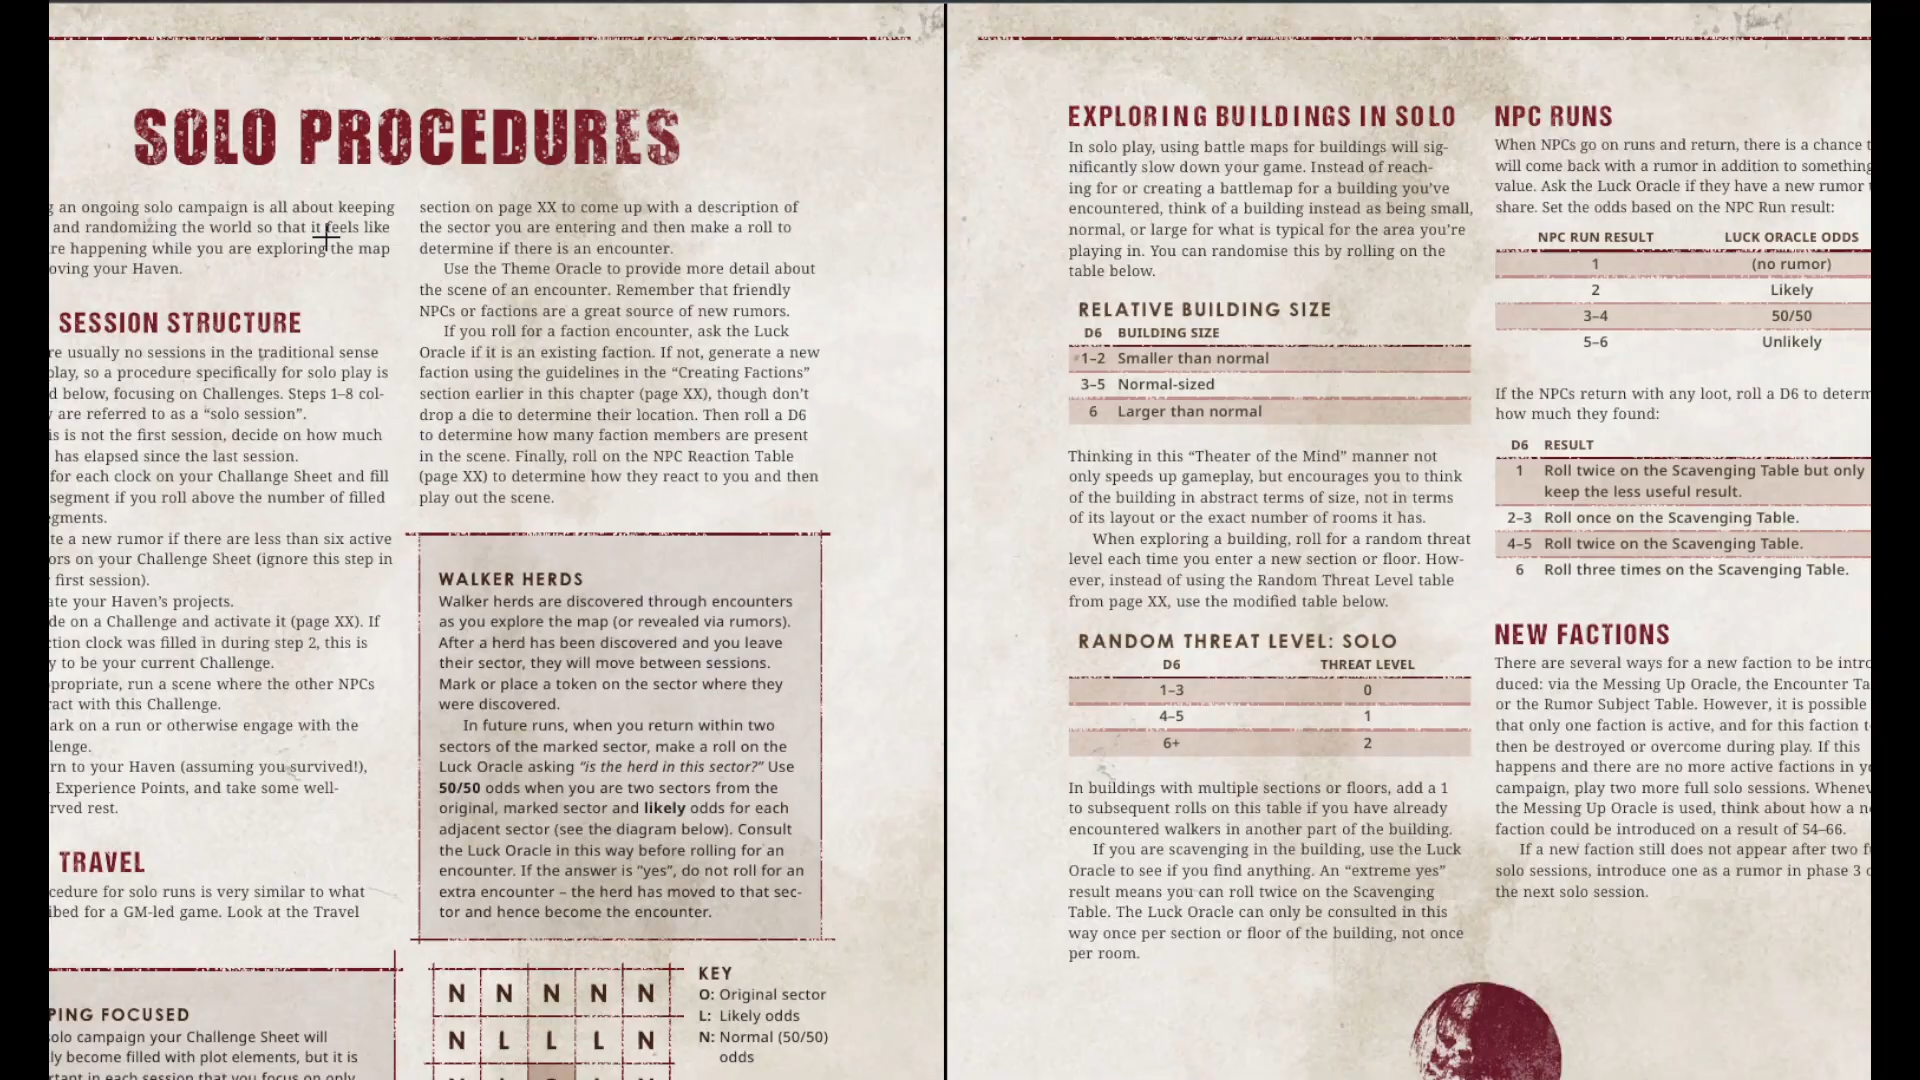 SOLO PROCEDURES
an ongoing solo campaign is all about keeping
and randomizing the world so that it feels like
re happening while you are exploring the map
oving your Haven.
SESSION STRUCTURE
re usually no sessions in the traditional sense
play, so a procedure specifically for solo play is
d below, focusing on Challenges. Steps 1–8 col-
y are referred to as a “solo session”.
is is not the first session, decide on how much
has elapsed since the last session.
for each clock on your Challange Sheet and fill
segment if you roll above the number of filled
egments.
te a new rumor if there are less than six active
ors on your Challenge Sheet (ignore this step in
first session).
ate your Haven’s projects.
de on a Challenge and activate it (page XX). If
ction clock was filled in during step 2, this is
y to be your current Challenge.
propriate, run a scene where the other NPCs
ract with this Challenge.
ark on a run or otherwise engage with the
lenge.
rn to your Haven (assuming you survived!),
Experience Points, and take some well-
rved rest.
TRAVEL
cedure for solo runs is very similar to what
ibed for a GM-led game. Look at the Travel
PING FOCUSED
solo campaign your Challenge Sheet will
ly become filled with plot elements, but it is
rtant in each session that you focus on only
section on page XX to come up with a description of
the sector you are entering and then make a roll to
determine if there is an encounter.
Use the Theme Oracle to provide more detail about
the scene of an encounter. Remember that friendly
NPCs or factions are a great source of new rumors.
If you roll for a faction encounter, ask the Luck
Oracle if it is an existing faction. If not, generate a new
faction using the guidelines in the “Creating Factions”
section earlier in this chapter (page XX), though don’t
drop a die to determine their location. Then roll a D6
to determine how many faction members are present
in the scene. Finally, roll on the NPC Reaction Table
(page XX) to determine how they react to you and then
play out the scene.
WALKER HERDS
Walker herds are discovered through encounters
as you explore the map (or revealed via rumors).
After a herd has been discovered and you leave
their sector, they will move between sessions.
Mark or place a token on the sector where they
were discovered.
In future runs, when you return within two
sectors of the marked sector, make a roll on the
Luck Oracle asking “is the herd in this sector?” Use
50/50 odds when you are two sectors from the
original, marked sector and likely odds for each
adjacent sector (see the diagram below). Consult
the Luck Oracle in this way before rolling for an
encounter. If the answer is “yes”, do not roll for an
extra encounter – the herd has moved to that sec-
tor and hence become the encounter.
N N N N N
N L L L N
KEY
O: Original sector
L: Likely odds
N: Normal (50/50)
odds
EXPLORING BUILDINGS IN SOLO
In solo play, using battle maps for buildings will sig-
nificantly slow down your game. Instead of reach-
ing for or creating a battlemap for a building you’ve
encountered, think of a building instead as being small,
normal, or large for what is typical for the area you’re
playing in. You can randomise this by rolling on the
table below.
RELATIVE BUILDING SIZE
D6 BUILDING SIZE
1–2 Smaller than normal
3–5 Normal-sized
6 Larger than normal
Thinking in this “Theater of the Mind” manner not
only speeds up gameplay, but encourages you to think
of the building in abstract terms of size, not in terms
of its layout or the exact number of rooms it has.
When exploring a building, roll for a random threat
level each time you enter a new section or floor. How-
ever, instead of using the Random Threat Level table
from page XX, use the modified table below.
RANDOM THREAT LEVEL: SOLO
D6 THREAT LEVEL
1–3 0
4–5 1
6+ 2
In buildings with multiple sections or floors, add a 1
to subsequent rolls on this table if you have already
encountered walkers in another part of the building.
If you are scavenging in the building, use the Luck
Oracle to see if you find anything. An “extreme yes”
result means you can roll twice on the Scavenging
Table. The Luck Oracle can only be consulted in this
way once per section or floor of the building, not once
per room.
NPC RUNS
When NPCs go on runs and return, there is a chance t
will come back with a rumor in addition to something
value. Ask the Luck Oracle if they have a new rumor
share. Set the odds based on the NPC Run result:
NPC RUN RESULT LUCK ORACLE ODDS
1 (no rumor)
2 Likely
3–4 50/50
5–6 Unlikely
If the NPCs return with any loot, roll a D6 to determ
how much they found:
D6 RESULT
1 Roll twice on the Scavenging Table but only
keep the less useful result.
2–3 Roll once on the Scavenging Table.
4–5 Roll twice on the Scavenging Table.
6 Roll three times on the Scavenging Table.
NEW FACTIONS
There are several ways for a new faction to be intro
duced: via the Messing Up Oracle, the Encounter Ta
or the Rumor Subject Table. However, it is possible
that only one faction is active, and for this faction t
then be destroyed or overcome during play. If this
happens and there are no more active factions in y
campaign, play two more full solo sessions. Whenev
the Messing Up Oracle is used, think about how a n
faction could be introduced on a result of 54–66.
If a new faction still does not appear after two f
solo sessions, introduce one as a rumor in phase 3
the next solo session.